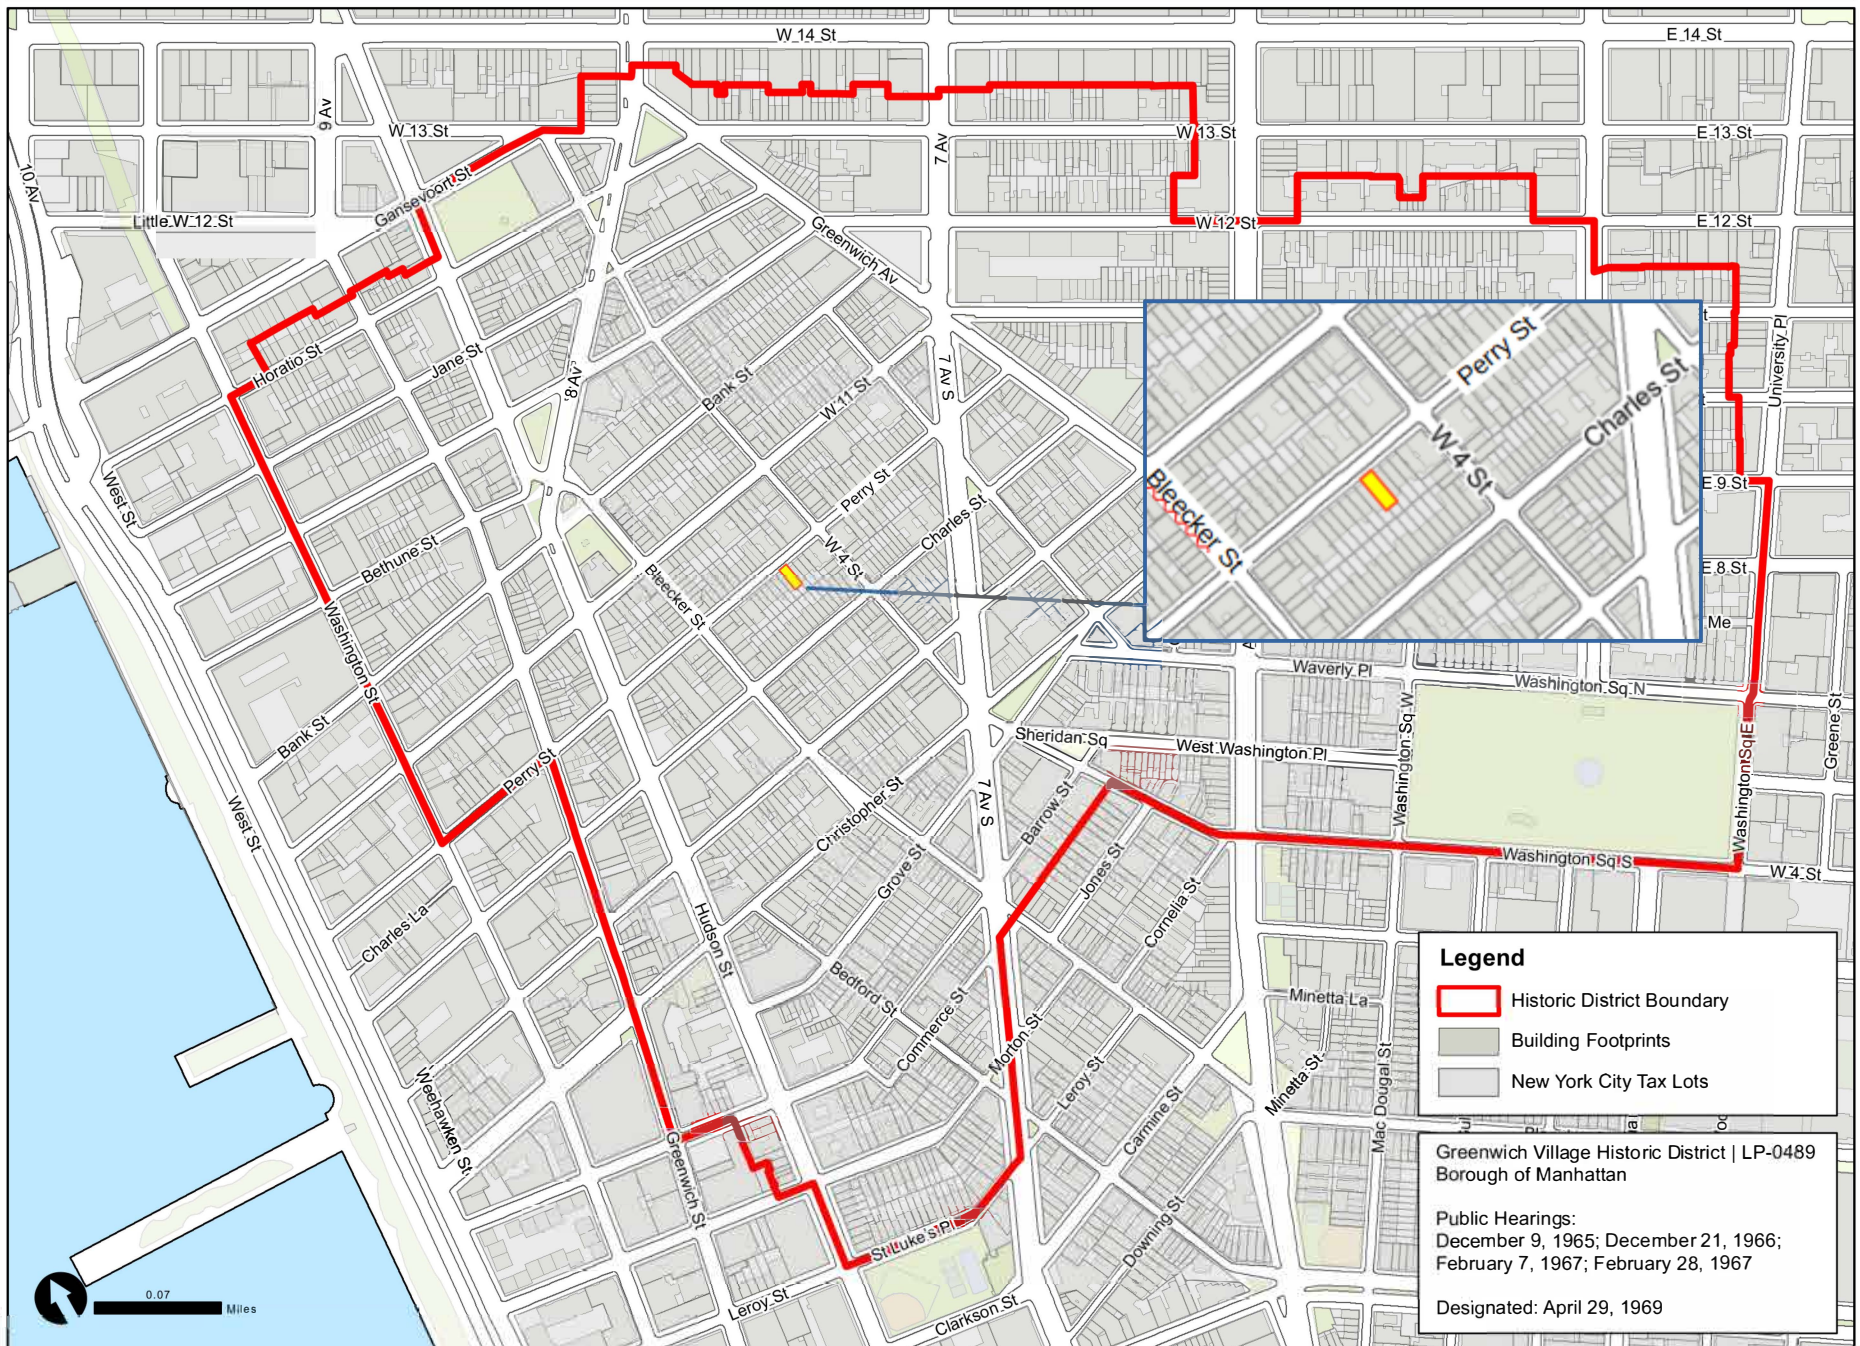 W 14 St
E 14 St
9 Av
W 13 St
7 Av
W 13 St
E 13 St
10 Av
Gansevoort St
Little W 12 St
W 12 St
E 12 St
Greenwich Av
University Pl
Horatio St
Jane St
8 Av
Bank St
W 11 St
7 Av S
Perry St
Charles St
W 4 St
Bleecker St
West St
Bethune St
Perry St
Charles St
W 4 St
Bleecker St
E 9 St
E 8 St
Me
Washington St
Waverly Pl
Washington Sq N
Washington Sq W
Bank St
Perry St
Sheridan Sq
West Washington Pl
Washington Sq E
Greene St
West St
Christopher St
7 Av S
Barrow St
Grove St
Jones St
Cornelia St
Washington Sq S
W 4 St
Charles La
Hudson St
Bedford St
Commerce St
Morton St
Minetta La
Leroy St
Minetta St
Mac Dougal St
Carmine St
Weehawken St
Greenwich St
St Luke's Pl
Downing St
Leroy St
Clarkson St
0.07
Miles
Legend
Historic District Boundary
Building Footprints
New York City Tax Lots
Greenwich Village Historic District | LP-0489
Borough of Manhattan
Public Hearings:
December 9, 1965; December 21, 1966;
February 7, 1967; February 28, 1967
Designated: April 29, 1969